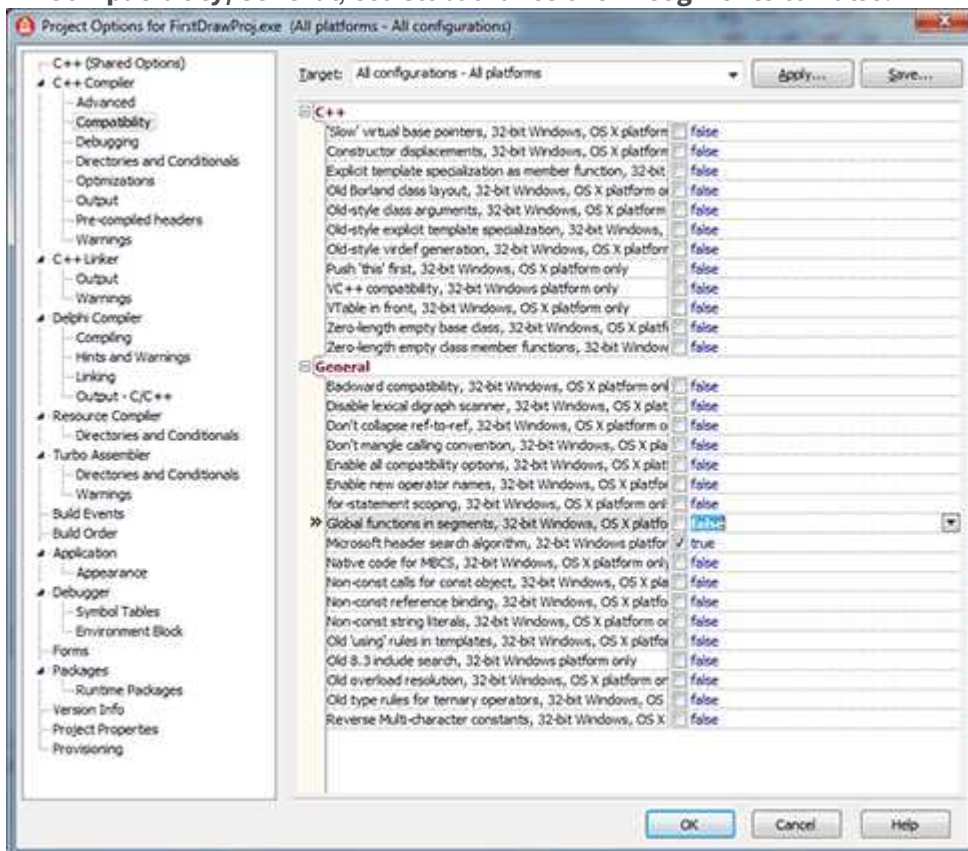 Project Options for FirstDrawProj.exe (All platforms - All configurations)
C++ (Shared Options)
C++ Compiler
Advanced
Compatibility
Debugging
Directories and Conditionals
Optimizations
Output
Pre-compiled headers
Warnings
C++ Linker
Output
Warnings
Delphi Compiler
Compiling
Hints and Warnings
Linking
Output - C/C++
Resource Compiler
Directories and Conditionals
Turbo Assembler
Directories and Conditionals
Warnings
Build Events
Build Order
Application
Appearance
Debugger
Symbol Tables
Environment Block
Forms
Packages
Runtime Packages
Version Info
Project Properties
Provisioning
Target: All configurations - All platforms Apply... Save...
C++
'Slow' virtual base pointers, 32-bit Windows, OS X platform false
Constructor displacements, 32-bit Windows, OS X platform false
Explicit template specialization as member function, 32-bit false
Old Borland class layout, 32-bit Windows, OS X platform or false
Old-style class arguments, 32-bit Windows, OS X platform false
Old-style explicit template specialization, 32-bit Windows, false
Old-style virdef generation, 32-bit Windows, OS X platform false
Push 'this' first, 32-bit Windows, OS X platform only false
VC++ compatibility, 32-bit Windows platform only false
VTable in front, 32-bit Windows, OS X platform only false
Zero-length empty base class, 32-bit Windows, OS X platf false
Zero-length empty class member functions, 32-bit Window false
General
Backward compatibility, 32-bit Windows, OS X platform onl false
Disable lexical digraph scanner, 32-bit Windows, OS X plat false
Don't collapse ref-to-ref, 32-bit Windows, OS X platform o false
Don't mangle calling convention, 32-bit Windows, OS X pla false
Enable all compatibility options, 32-bit Windows, OS X plat false
Enable new operator names, 32-bit Windows, OS X platfor false
for-statement scoping, 32-bit Windows, OS X platform onl false
Global functions in segments, 32-bit Windows, OS X platfo false
Microsoft header search algorithm, 32-bit Windows platfor true
Native code for MBCS, 32-bit Windows, OS X platform only false
Non-const calls for const object, 32-bit Windows, OS X pla false
Non-const reference binding, 32-bit Windows, OS X platfo false
Non-const string literals, 32-bit Windows, OS X platform or false
Old 'using' rules in templates, 32-bit Windows, OS X platfor false
Old 8.3 include search, 32-bit Windows platform only false
Old overload resolution, 32-bit Windows, OS X platform or false
Old type rules for ternary operators, 32-bit Windows, OS false
Reverse Multi-character constants, 32-bit Windows, OS X false
OK Cancel Help